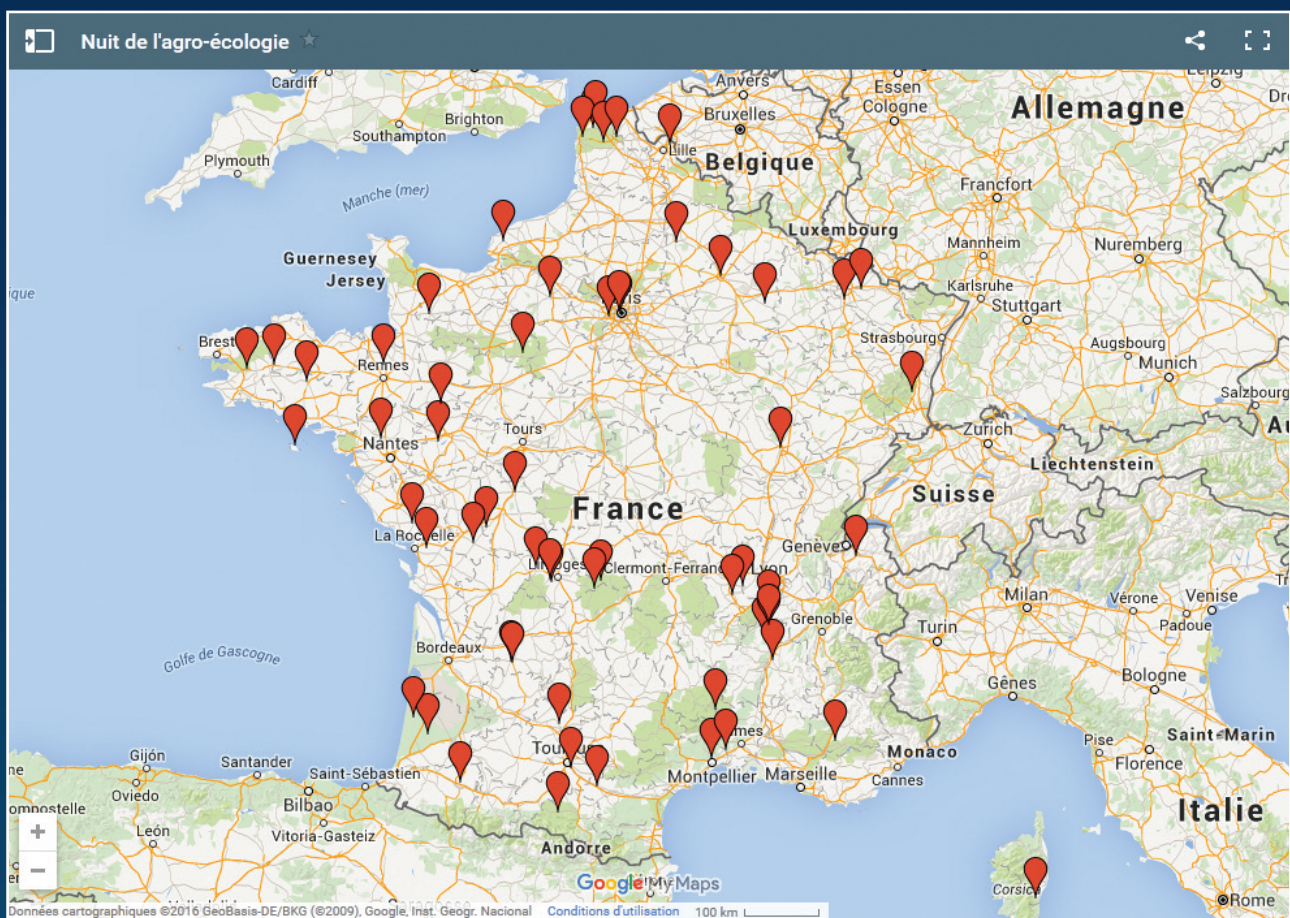 Nuit de l'agro-écologie
Cardiff
Anvers
Essen
Cologne
Leipzig
Allemagne
Brighton
Southampton
Bruxelles
Plymouth
Lille
Belgique
Francfort
Manche (mer)
Luxembourg
Mannheim
Nuremberg
Guernesey
Jersey
Karlsruhe
Stuttgart
Brest
Rennes
Strasbourg
Augsbourg
Munich
Salzbourg
Nantes
Tours
Zurich
Liechtenstein
France
Suisse
La Rochelle
Genève
Limoges
Clermont-Ferrand
Lyon
Milan
Vérone
Venise
Padoue
Grenoble
Turin
Bordeaux
Golfe de Gascogne
Gênes
Bologne
Monaco
Saint-Marin
Pise
Florence
Gijón
Santander
Saint-Sébastien
Montpellier
Marseille
Cannes
Oviedo
Bilbao
Italie
León
Vitoria-Gasteiz
Andorre
Google My Maps
Rome
Données cartographiques ©2016 GeoBasis-DE/BKG (©2009), Google, Inst. Geogr. Nacional
Conditions d'utilisation
100 km